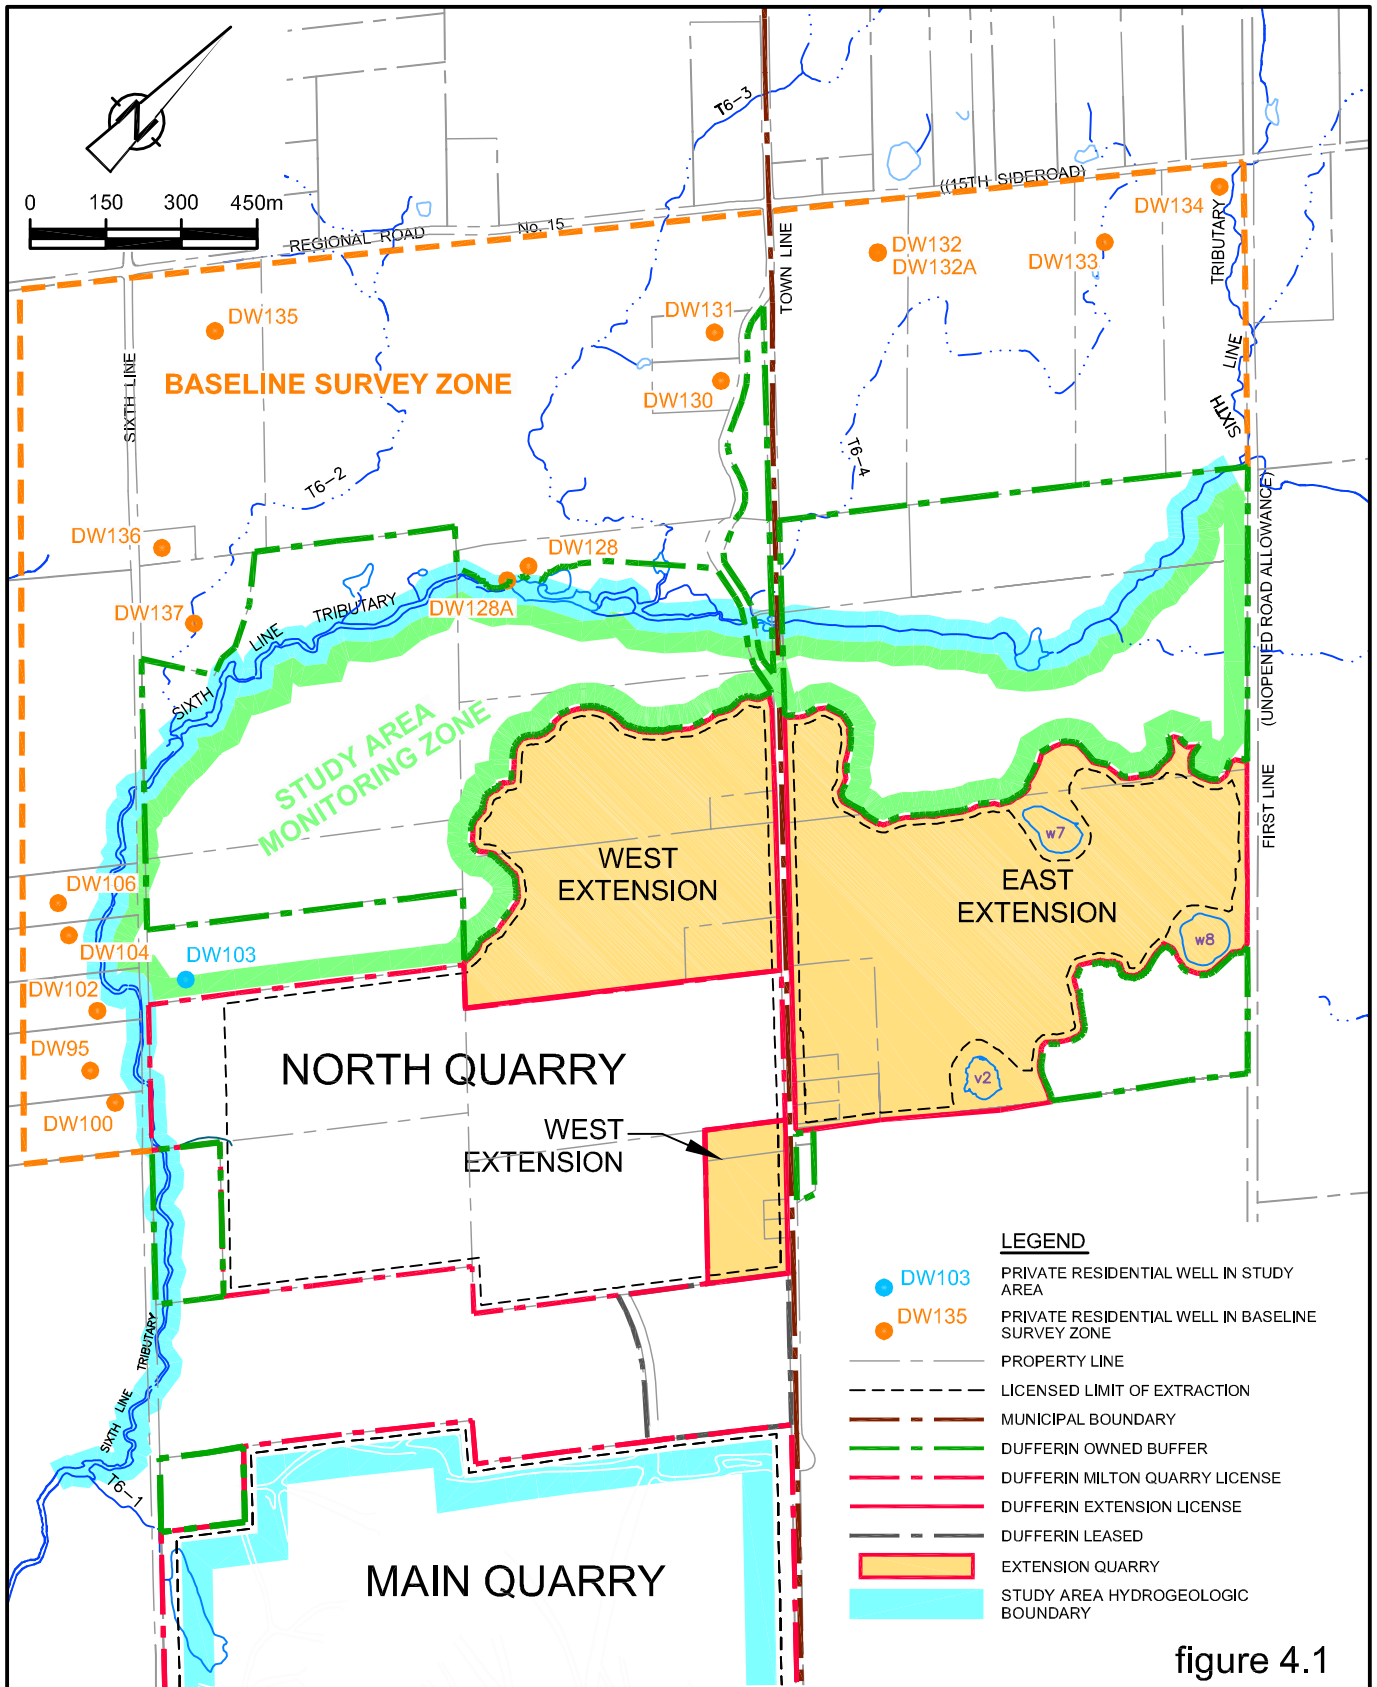 T6-3
N
0 150 300 450m
((15TH SIDEROAD)
DW134
REGIONAL ROAD No. 15
TOWN LINE
DW132
DW132A
DW133
TRIBUTARY
LINE
SIXTH
DW135
DW131
BASELINE SURVEY ZONE
DW130
SIXTH LINE
T6-4
T6-2
DW136
DW128
DW128A
DW137
SIXTH LINE TRIBUTARY
(UNOPENED ROAD ALLOWANCE)
FIRST LINE
STUDY AREA
MONITORING ZONE
w7
WEST
EXTENSION
EAST
EXTENSION
DW106
DW104
DW103
w8
DW102
DW95
DW100
NORTH QUARRY
v2
WEST
EXTENSION
LEGEND
DW103 PRIVATE RESIDENTIAL WELL IN STUDY
AREA
DW135 PRIVATE RESIDENTIAL WELL IN BASELINE
SURVEY ZONE
PROPERTY LINE
LICENSED LIMIT OF EXTRACTION
MUNICIPAL BOUNDARY
DUFFERIN OWNED BUFFER
DUFFERIN MILTON QUARRY LICENSE
DUFFERIN EXTENSION LICENSE
DUFFERIN LEASED
EXTENSION QUARRY
STUDY AREA HYDROGEOLOGIC
BOUNDARY
SIXTH LINE TRIBUTARY
T6-1
MAIN QUARRY
figure 4.1